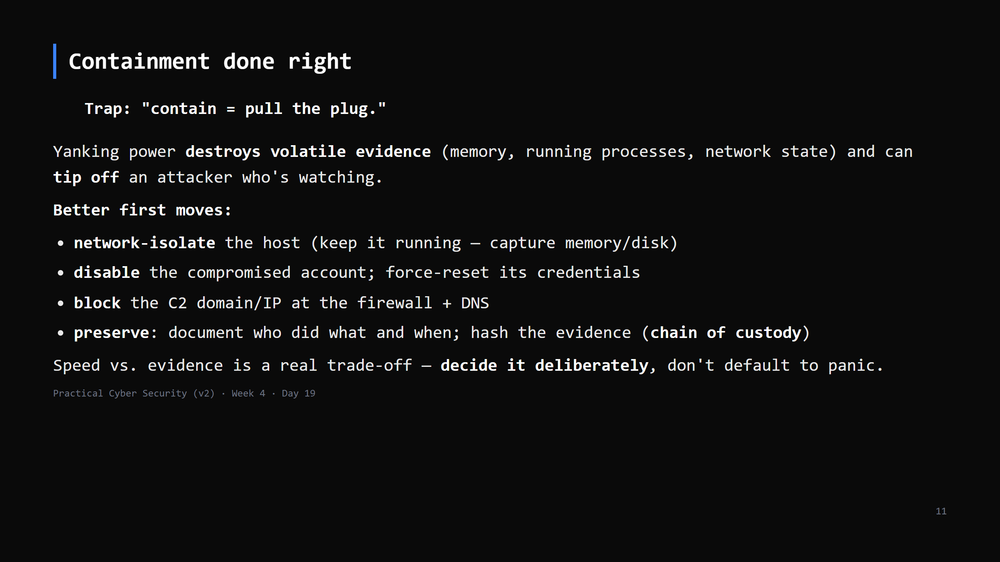 Containment done right
Trap: "contain = pull the plug."
Yanking power destroys volatile evidence (memory, running processes, network state) and can
tip off an attacker who's watching.
Better first moves:
• network-isolate the host (keep it running — capture memory/disk)
• disable the compromised account; force-reset its credentials
• block the C2 domain/IP at the firewall + DNS
• preserve: document who did what and when; hash the evidence (chain of custody)
Speed vs. evidence is a real trade-off — decide it deliberately, don't default to panic.
Practical Cyber Security (v2) · Week 4 · Day 19
11